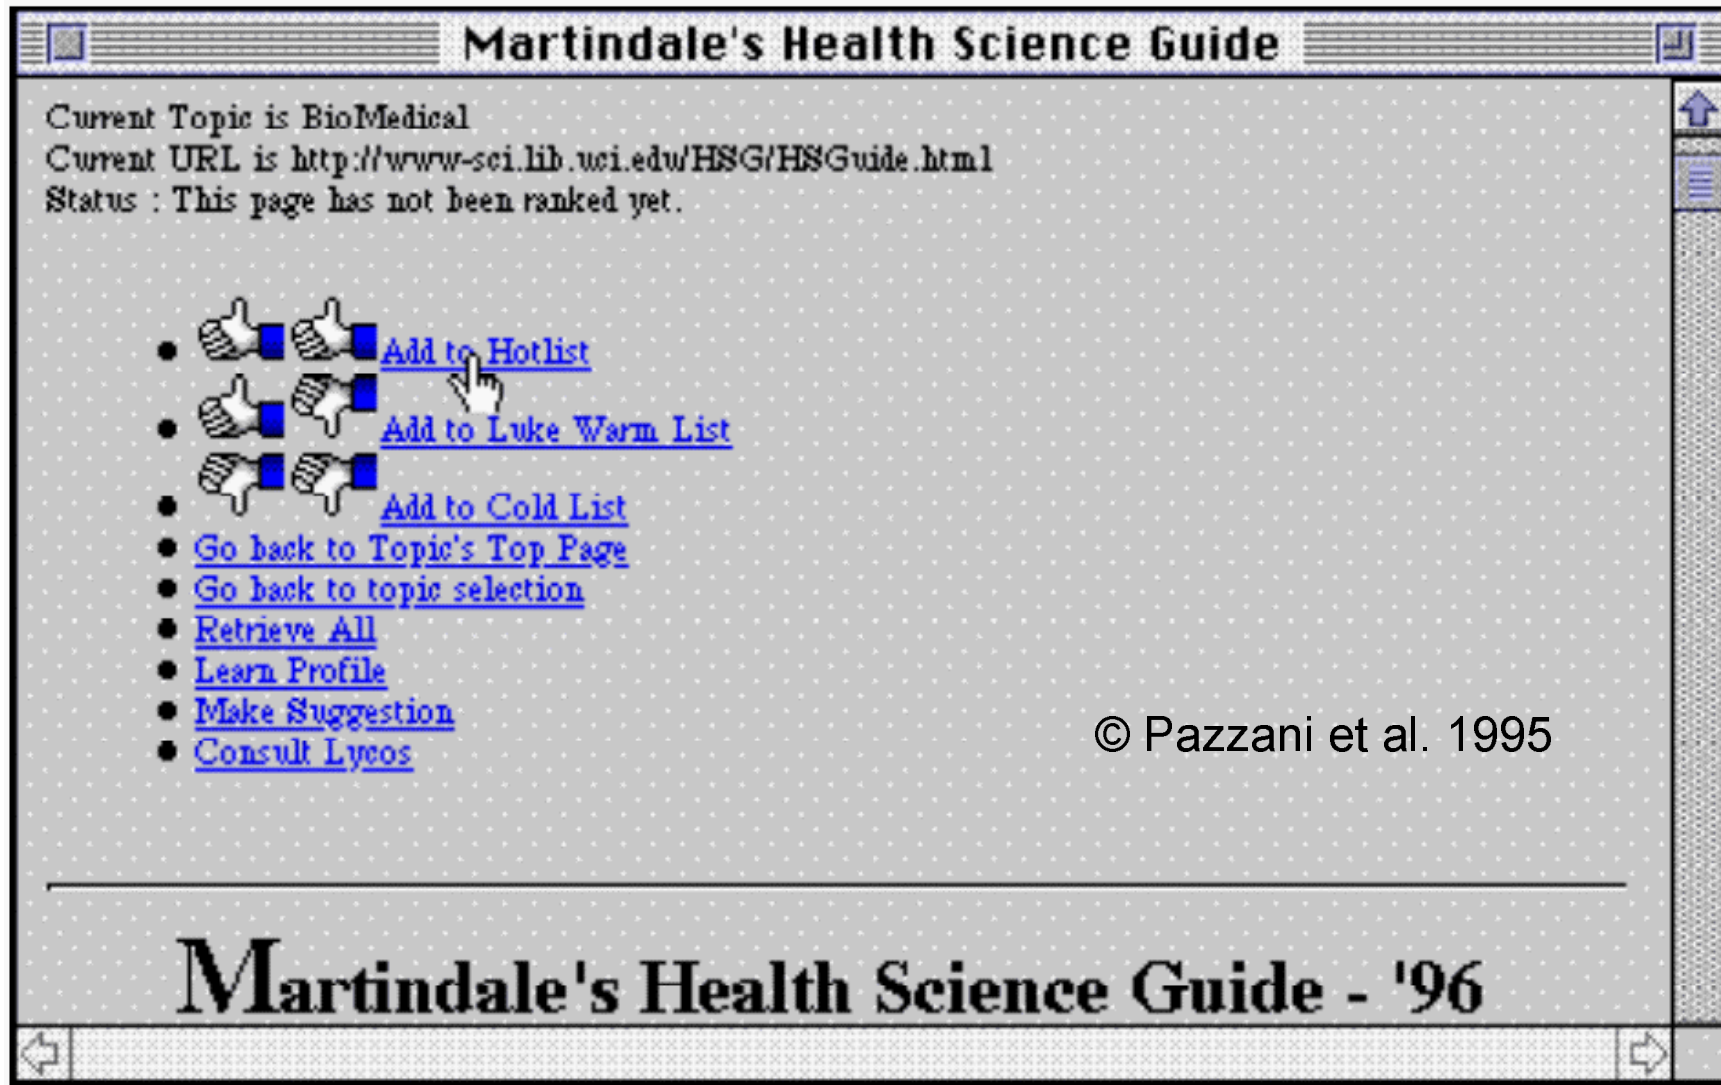 Martindale's Health Science Guide
Current Topic is BioMedical
Current URL is http://www-sci.lib.uci.edu/HSG/HSGuide.html
Status : This page has not been ranked yet.
Add to Hotlist
Add to Luke Warm List
Add to Cold List
Go back to Topic's Top Page
Go back to topic selection
Retrieve All
Learn Profile
Make Suggestion
© Pazzani et al. 1995
Consult Lycos
Martindale's Health Science Guide - '96